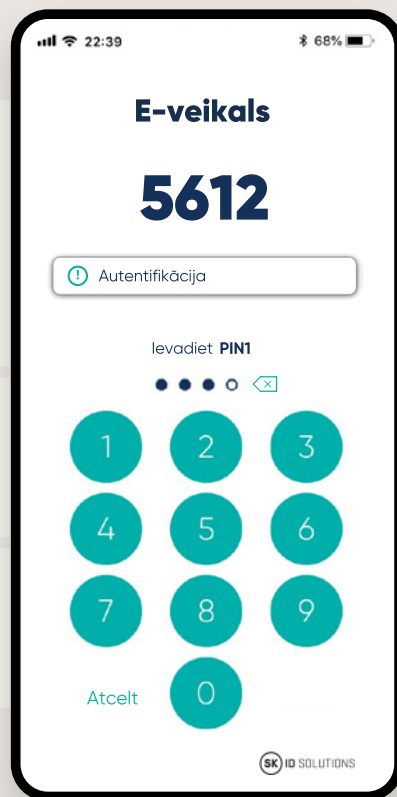 22:39 68%
E-veikals
5612
Autentifikācija
Ievadiet PIN1
1 2 3
4 5 6
7 8 9
Atcelt 0
SK ID SOLUTIONS